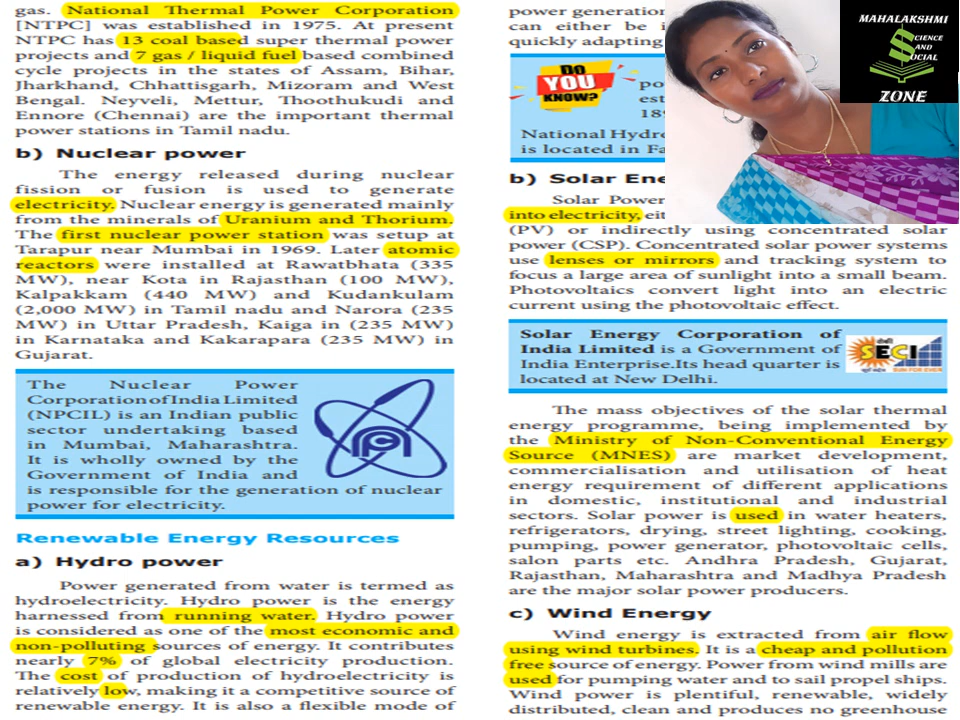 gas. National Thermal Power Corporation
[NTPC] was established in 1975. At present
NTPC has 13 coal based super thermal power
projects and 7 gas / liquid fuel based combined
cycle projects in the states of Assam, Bihar,
Jharkhand, Chhattisgarh, Mizoram and West
Bengal. Neyveli, Mettur, Thoothukudi and
Ennore (Chennai) are the important thermal
power stations in Tamil nadu.
b) Nuclear power
The energy released during nuclear
fission or fusion is used to generate
electricity. Nuclear energy is generated mainly
from the minerals of Uranium and Thorium.
The first nuclear power station was setup at
Tarapur near Mumbai in 1969. Later atomic
reactors were installed at Rawatbhata (335
MW), near Kota in Rajasthan (100 MW),
Kalpakkam (440 MW) and Kudankulam
(2,000 MW) in Tamil nadu and Narora (235
MW) in Uttar Pradesh, Kaiga in (235 MW)
in Karnataka and Kakarapara (235 MW) in
Gujarat.
The Nuclear Power
Corporation of India Limited
(NPCIL) is an Indian public
sector undertaking based
in Mumbai, Maharashtra.
It is wholly owned by the
Government of India and
is responsible for the generation of nuclear
power for electricity.
Renewable Energy Resources
a) Hydro power
Power generated from water is termed as
hydroelectricity. Hydro power is the energy
harnessed from running water. Hydro power
is considered as one of the most economic and
non-polluting sources of energy. It contributes
nearly 7% of global electricity production.
The cost of production of hydroelectricity is
relatively low, making it a competitive source of
renewable energy. It is also a flexible mode of
power generation
can either be i
quickly adapting
DO
YOU
KNOW?
po
est
18
National Hydro
is located in Fa
b) Solar Ene
Solar Power
into electricity, eit
(PV) or indirectly using concentrated solar
power (CSP). Concentrated solar power systems
use lenses or mirrors and tracking system to
focus a large area of sunlight into a small beam.
Photovoltaics convert light into an electric
current using the photovoltaic effect.
Solar Energy Corporation of
India Limited is a Government of
India Enterprise.Its head quarter is
located at New Delhi.
SECI
The mass objectives of the solar thermal
energy programme, being implemented by
the Ministry of Non-Conventional Energy
Source (MNES) are market development,
commercialisation and utilisation of heat
energy requirement of different applications
in domestic, institutional and industrial
sectors. Solar power is used in water heaters,
refrigerators, drying, street lighting, cooking,
pumping, power generator, photovoltaic cells,
salon parts etc. Andhra Pradesh, Gujarat,
Rajasthan, Maharashtra and Madhya Pradesh
are the major solar power producers.
c) Wind Energy
Wind energy is extracted from air flow
using wind turbines. It is a cheap and pollution
free source of energy. Power from wind mills are
used for pumping water and to sail propel ships.
Wind power is plentiful, renewable, widely
distributed, clean and produces no greenhouse
MAHALAKSHMI
SCIENCE
AND
SOCIAL
ZONE